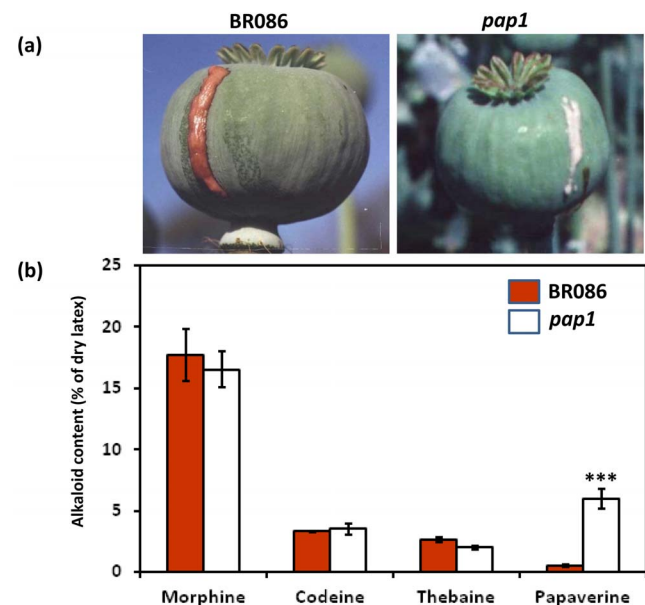 BR086 pap1
(a)
(b)
Alkaloid content (% of dry latex)
25
20
15
10
5
0
BR086
pap1
***
Morphine Codeine Thebaine Papaverine